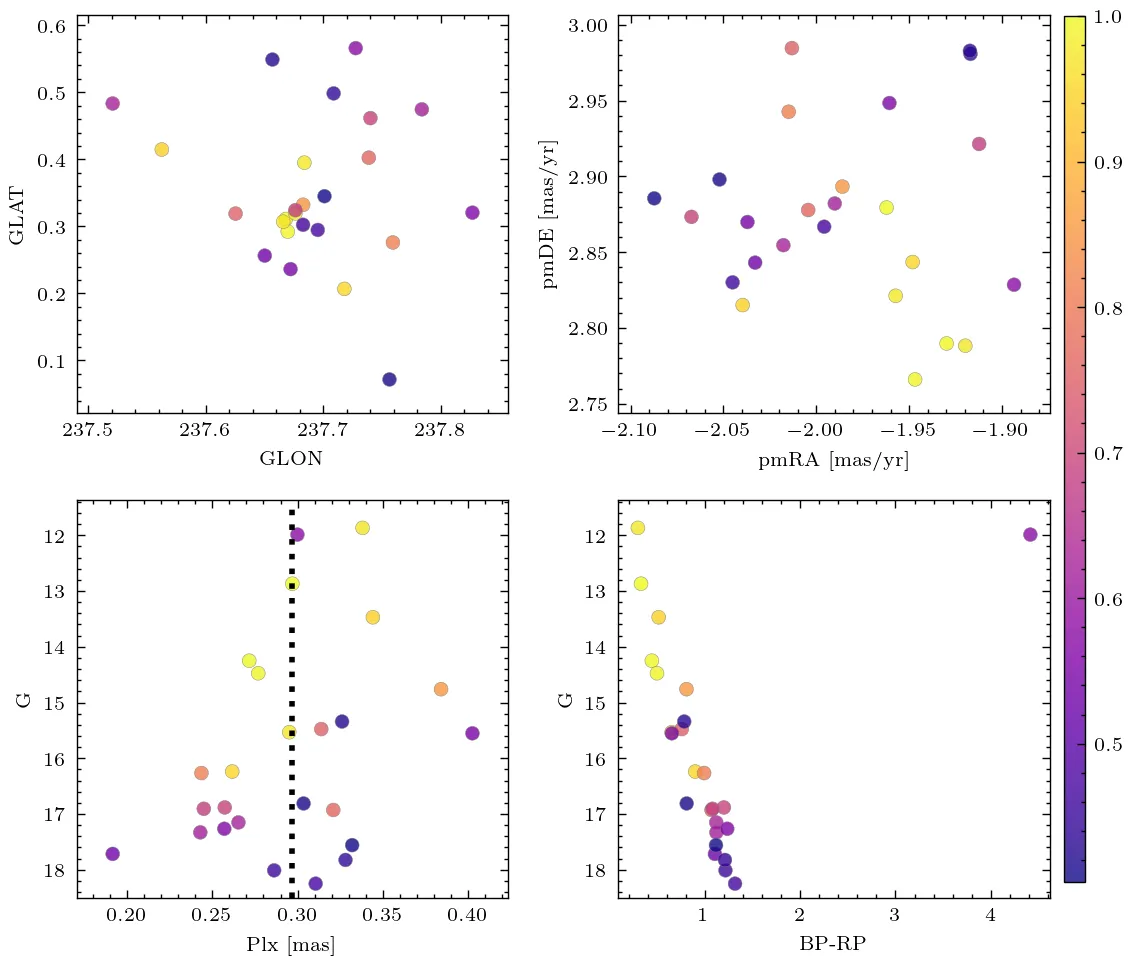 0.6
0.5
0.4
0.3
0.2
0.1
GLAT
237.5 237.6 237.7 237.8
GLON
3.00
2.95
2.90
2.85
2.80
2.75
pmDE [mas/yr]
−2.10 −2.05 −2.00 −1.95 −1.90
pmRA [mas/yr]
12
13
14
15
16
17
18
G
0.20 0.25 0.30 0.35 0.40
Plx [mas]
12
13
14
15
16
17
18
G
1 2 3 4
BP-RP
1.0
0.9
0.8
0.7
0.6
0.5